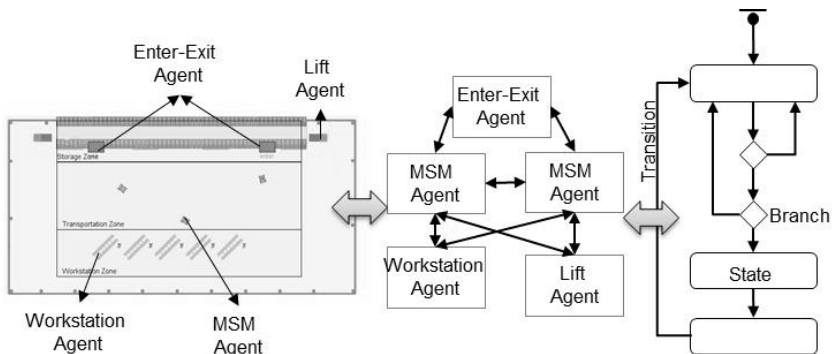 Enter-Exit
Agent
Lift
Agent
Storage Zone
enter
Transportation Zone
Workstation Zone
Workstation
Agent
MSM
Agent
Enter-Exit
Agent
MSM
Agent
MSM
Agent
Workstation
Agent
Lift
Agent
Transition
Branch
State